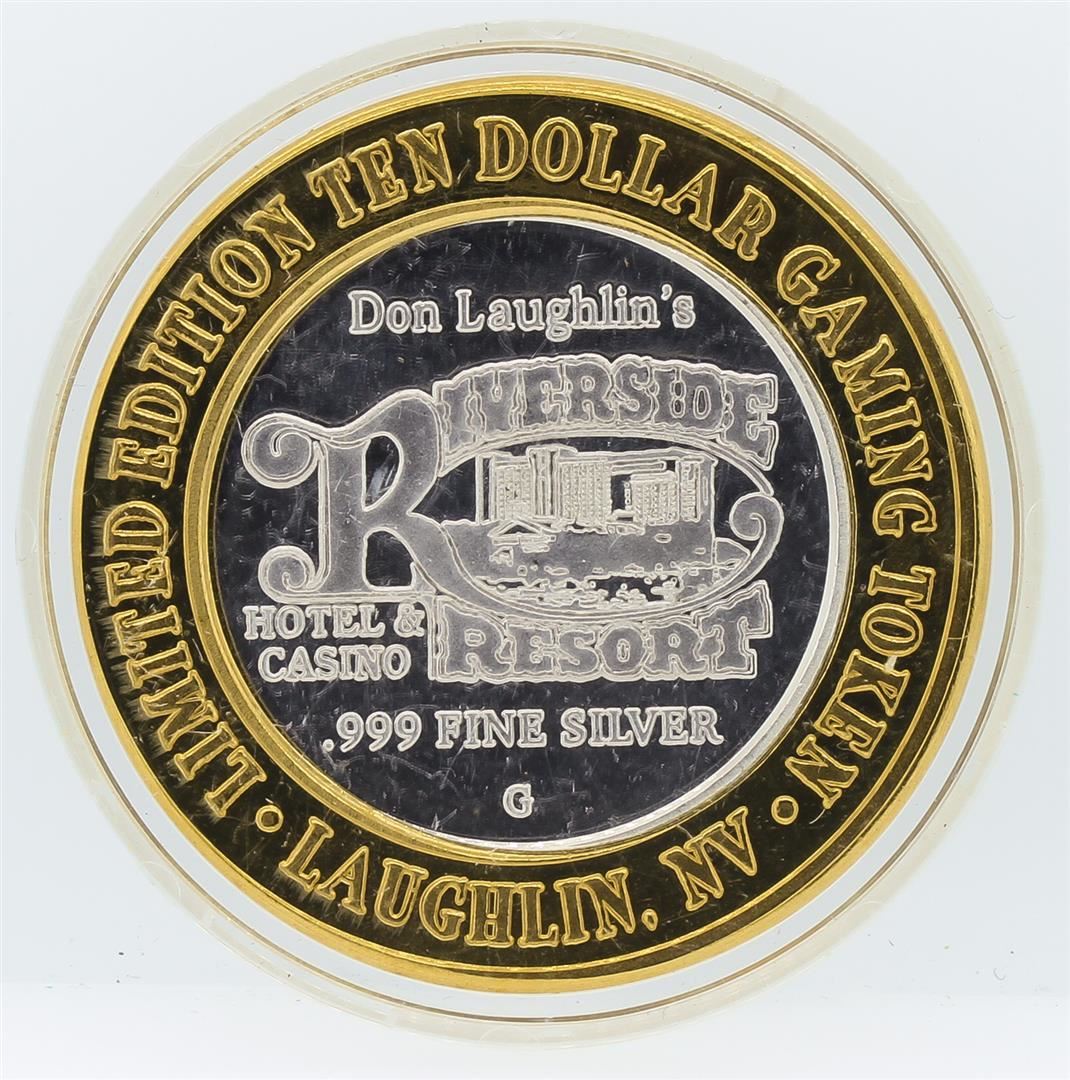 LIMITED EDITION TEN DOLLAR GAMING TOKEN
Don Laughlin's
RIVERSIDE
HOTEL &
CASINO
RESORT
.999 FINE SILVER
G
• LAUGHLIN, NV •